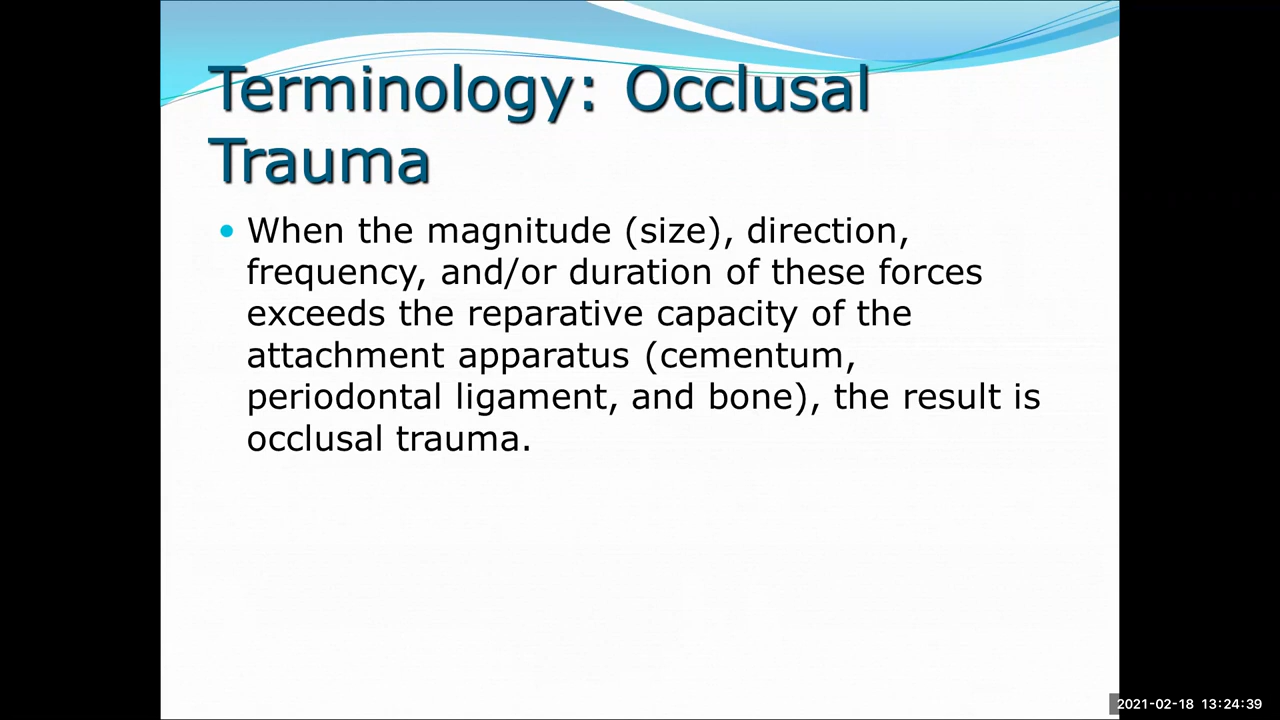 Terminology: Occlusal
Trauma
• When the magnitude (size), direction,
frequency, and/or duration of these forces
exceeds the reparative capacity of the
attachment apparatus (cementum,
periodontal ligament, and bone), the result is
occlusal trauma.
2021-02-18 13:24:39